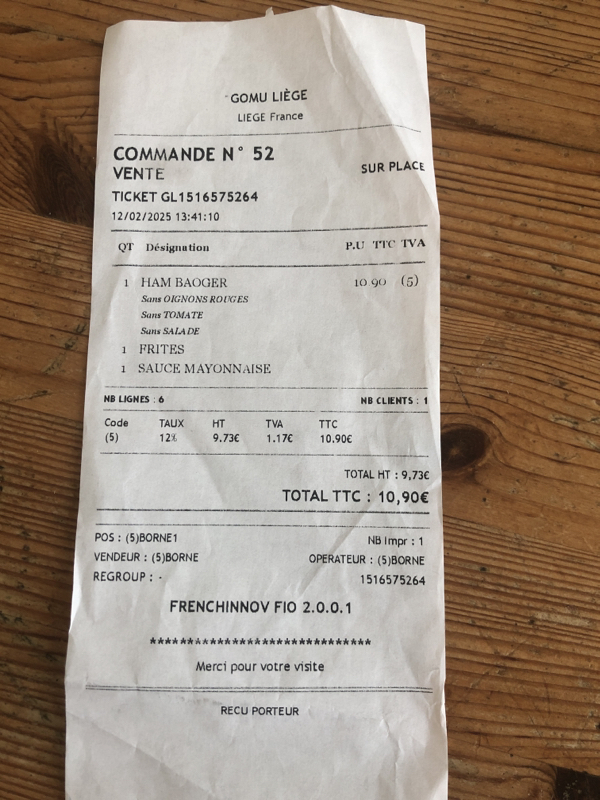 GOMU LIÈGE
LIEGE France
COMMANDE N° 52
VENTE SUR PLACE
TICKET GL1516575264
12/02/2025 13:41:10
QT Désignation P.U TTC TVA
1 HAM BAOGER 10 90 (5)
Sans OIGNONS ROUGES
Sans TOMATE
Sans SALADE
1 FRITES
1 SAUCE MAYONNAISE
NB LIGNES : 6 NB CLIENTS : 1
Code TAUX HT TVA TTC
(5) 12% 9.73€ 1.17€ 10.90€
TOTAL HT : 9,73€
TOTAL TTC : 10,90€
POS : (5)BORNE1 NB Impr : 1
VENDEUR : (5)BORNE OPERATEUR : (5)BORNE
REGROUP : - 1516575264
FRENCHINNOV FIO 2.0.0.1
******************************
Merci pour votre visite
RECU PORTEUR